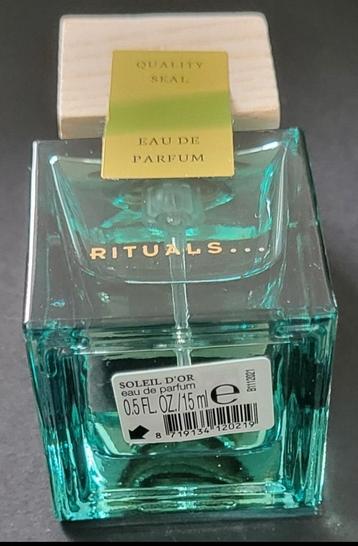 QUALITY
SEAL
EAU DE
PARFUM
RITUALS...
SOLEIL D'OR
eau de parfum
0.5 FL. OZ./15 ml e
B1112021
8 719134 120219